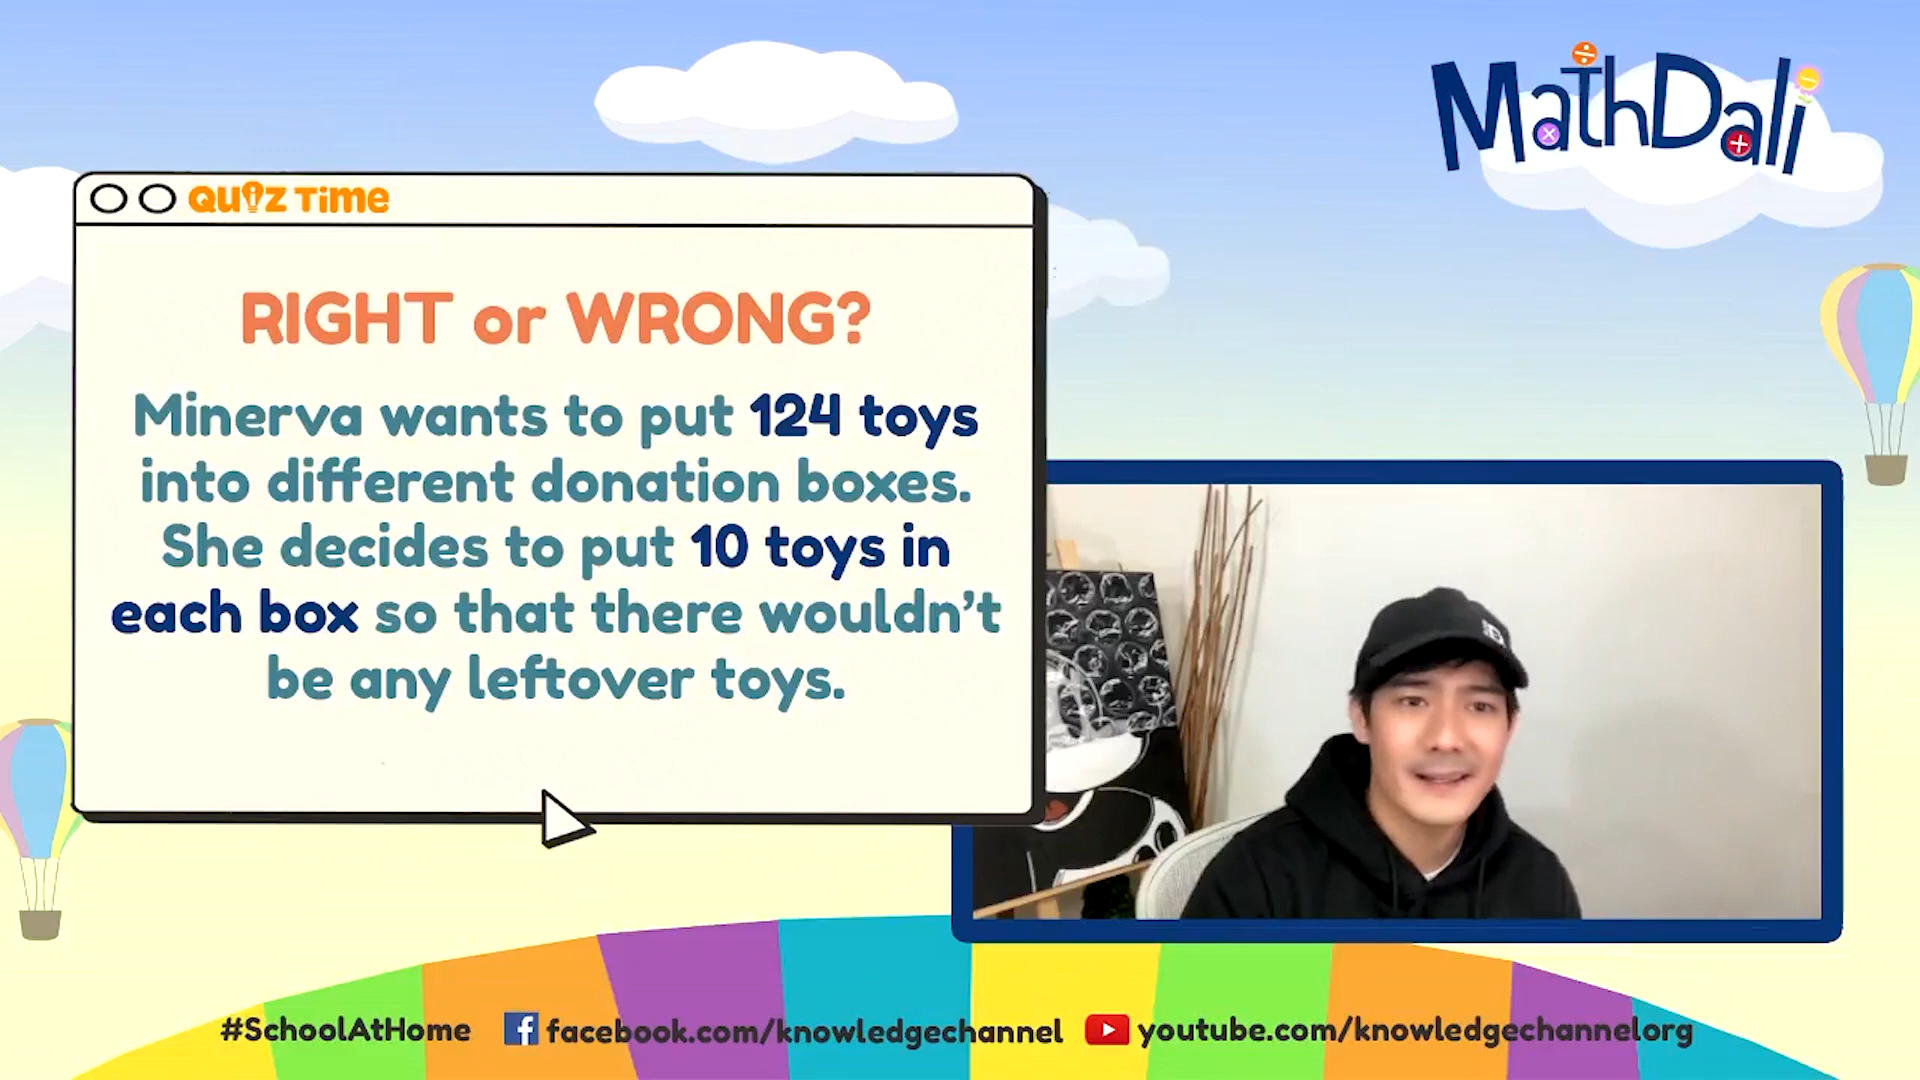 MathDali
QUIZ TIME
RIGHT or WRONG?
Minerva wants to put 124 toys
into different donation boxes.
She decides to put 10 toys in
each box so that there wouldn't
be any leftover toys.
#SchoolAtHome facebook.com/knowledgechannel youtube.com/knowledgechannelorg